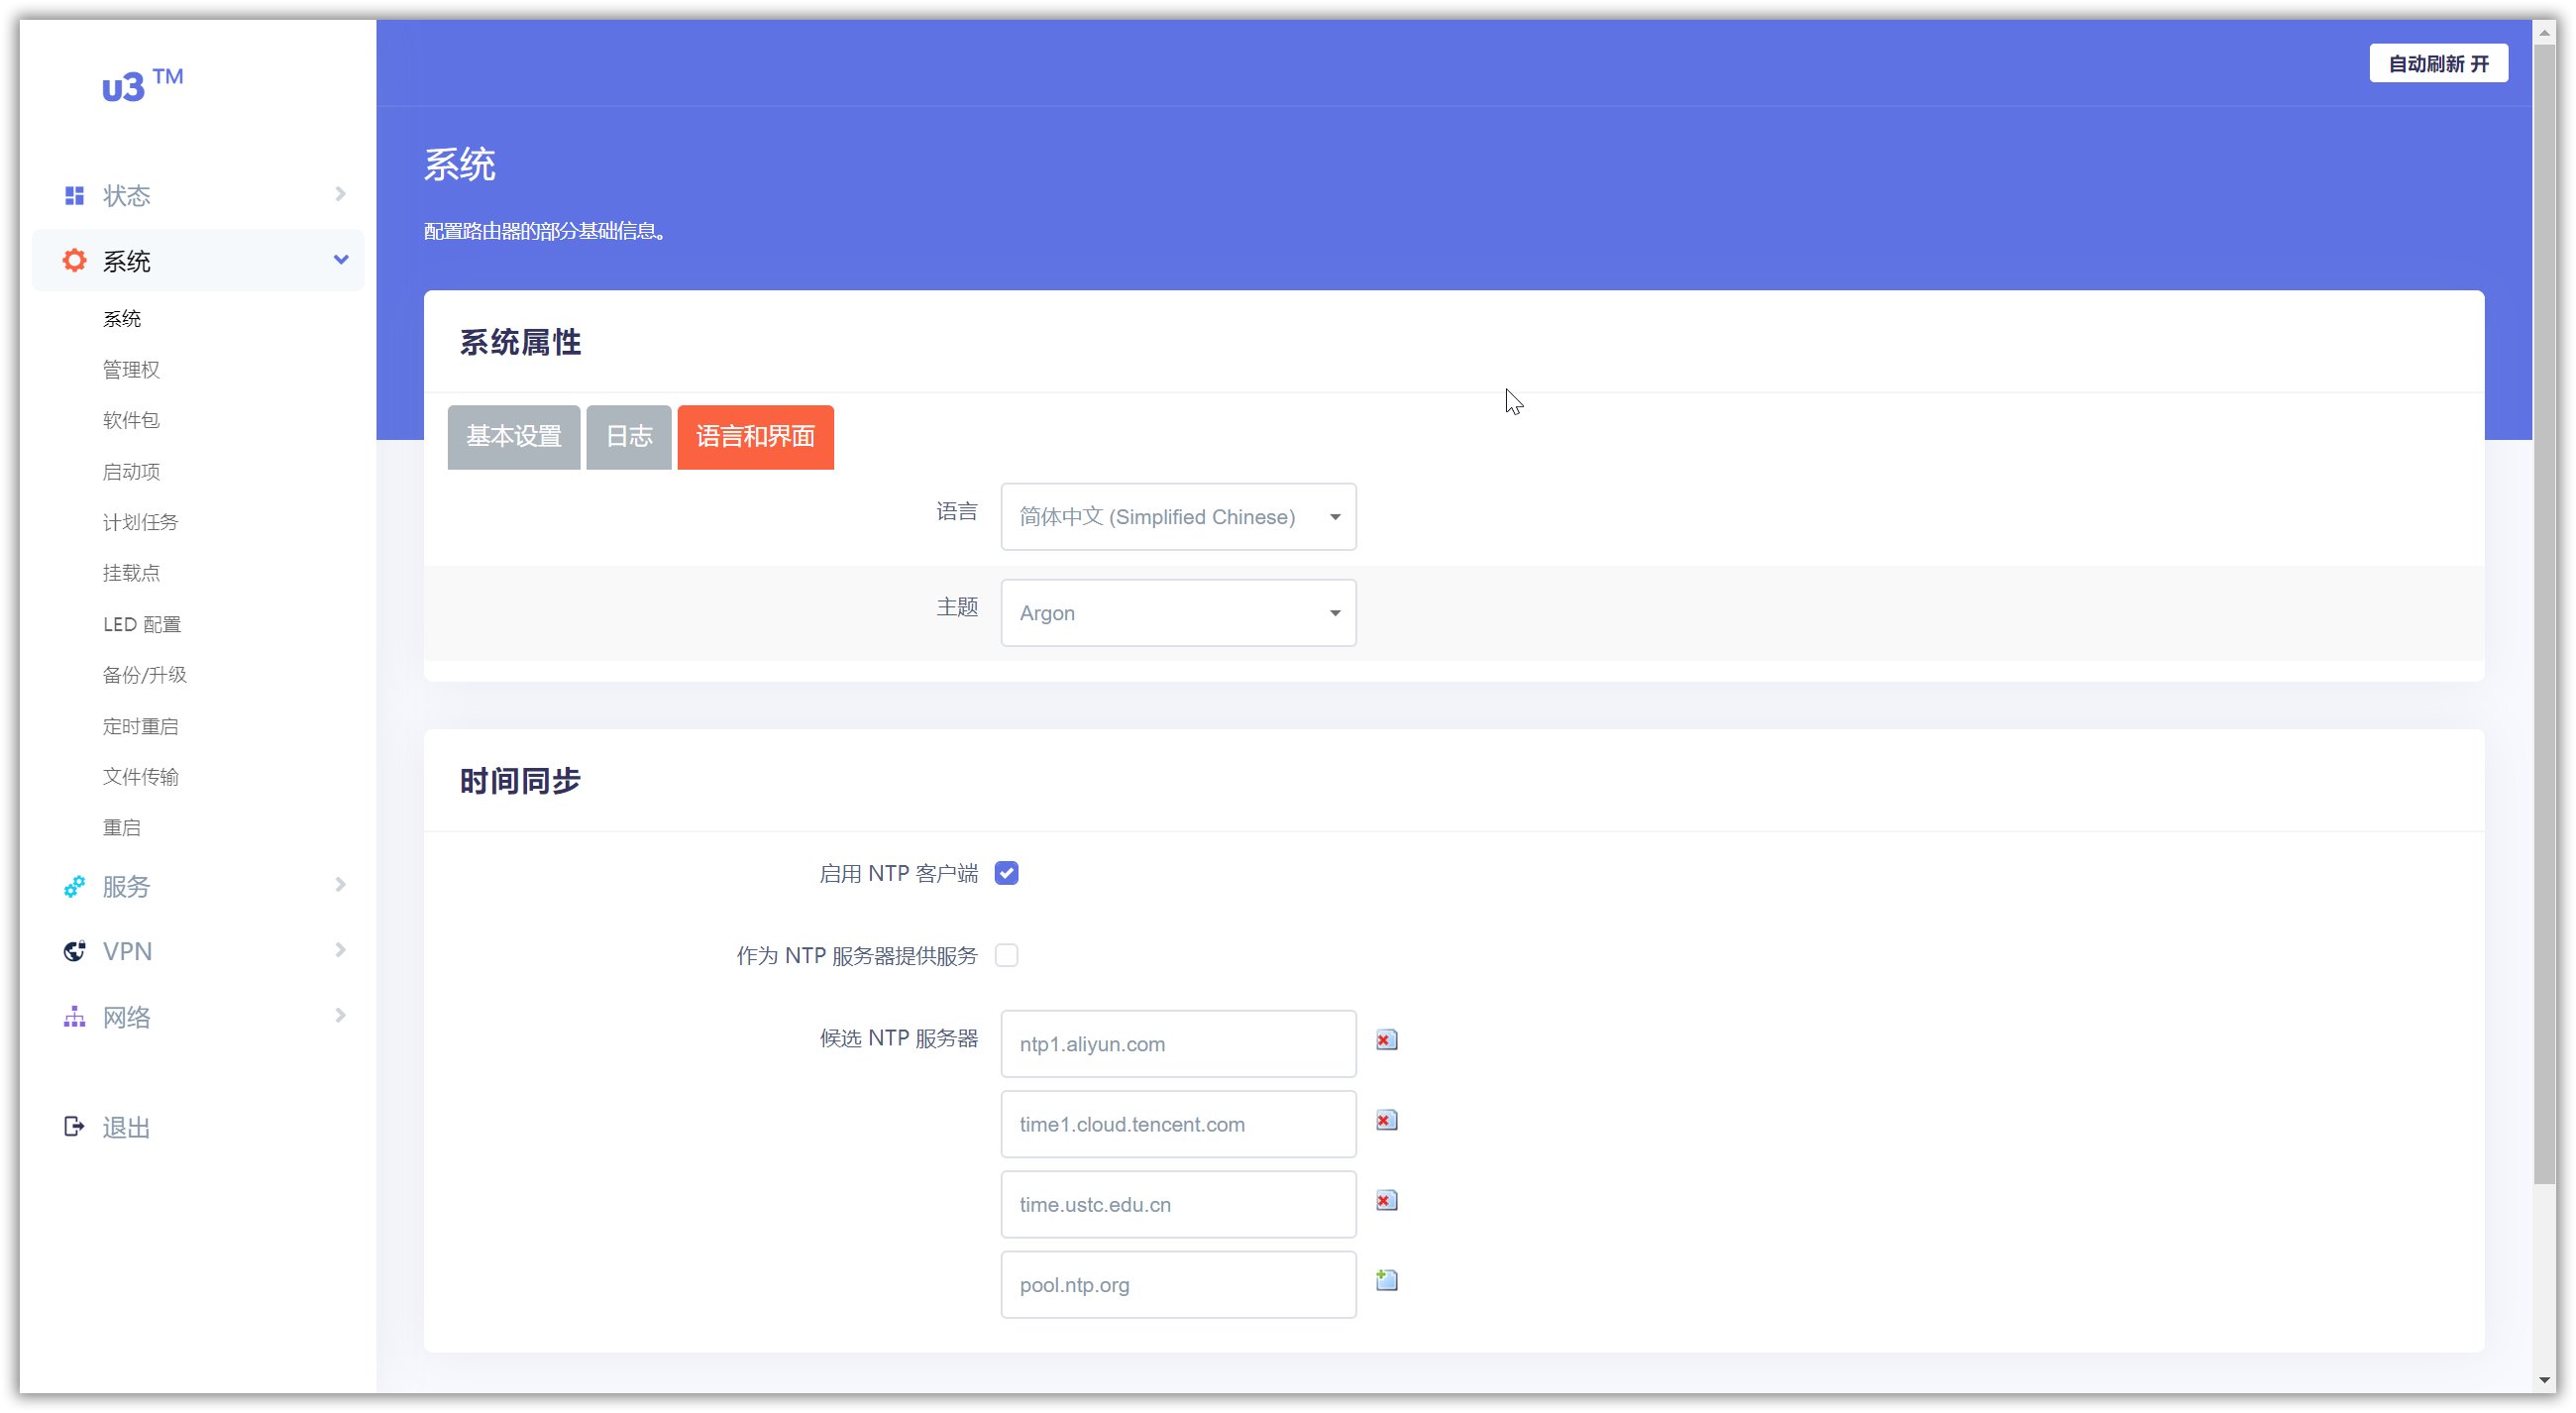 u3 ™
状态
系统
系统
管理权
软件包
启动项
计划任务
挂载点
LED 配置
备份/升级
定时重启
文件传输
重启
服务
VPN
网络
退出
自动刷新 开
系统
配置路由器的部分基础信息。
系统属性
基本设置 日志 语言和界面
语言 简体中文 (Simplified Chinese)
主题 Argon
时间同步
启用 NTP 客户端
作为 NTP 服务器提供服务
候选 NTP 服务器 ntp1.aliyun.com
time1.cloud.tencent.com
time.ustc.edu.cn
pool.ntp.org